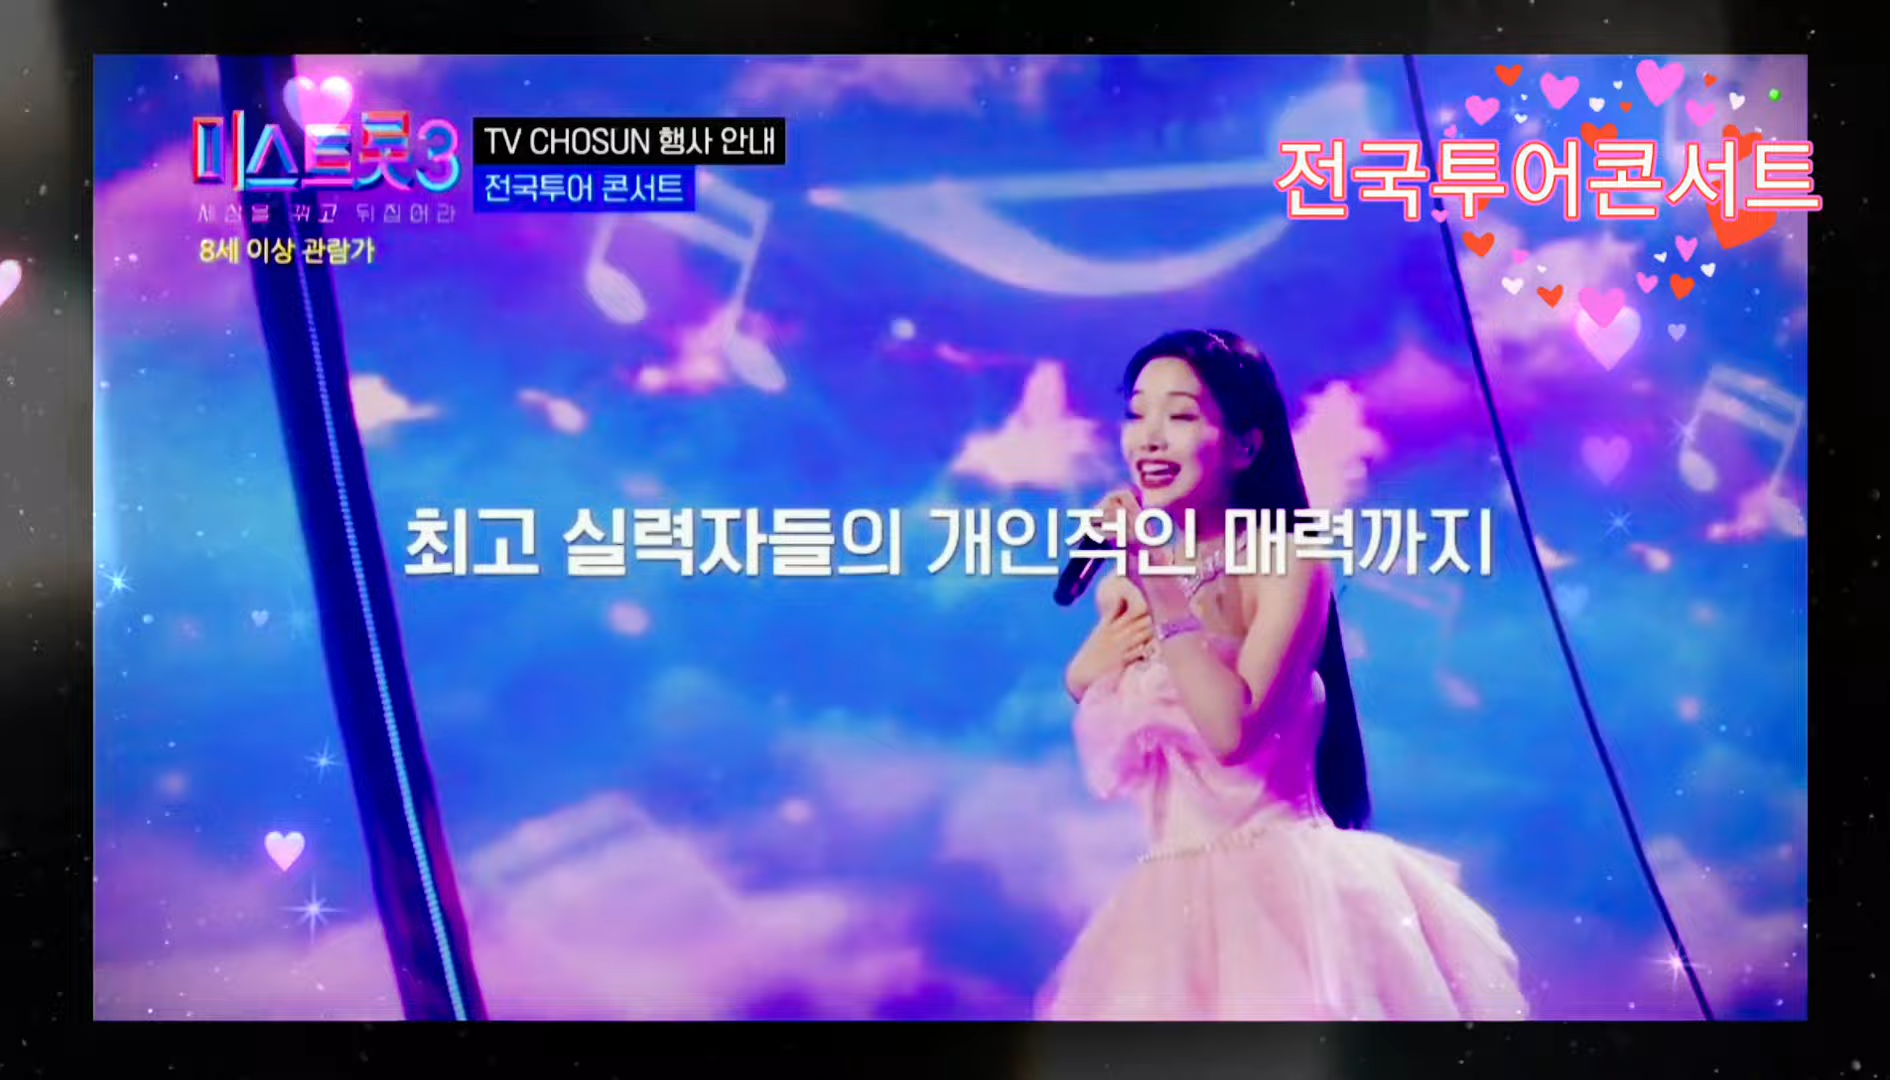 미스트롯3
세상을 꺾고 뒤집어라
8세 이상 관람가
TV CHOSUN 행사 안내
전국투어 콘서트
전국투어콘서트
최고 실력자들의 개인적인 매력까지